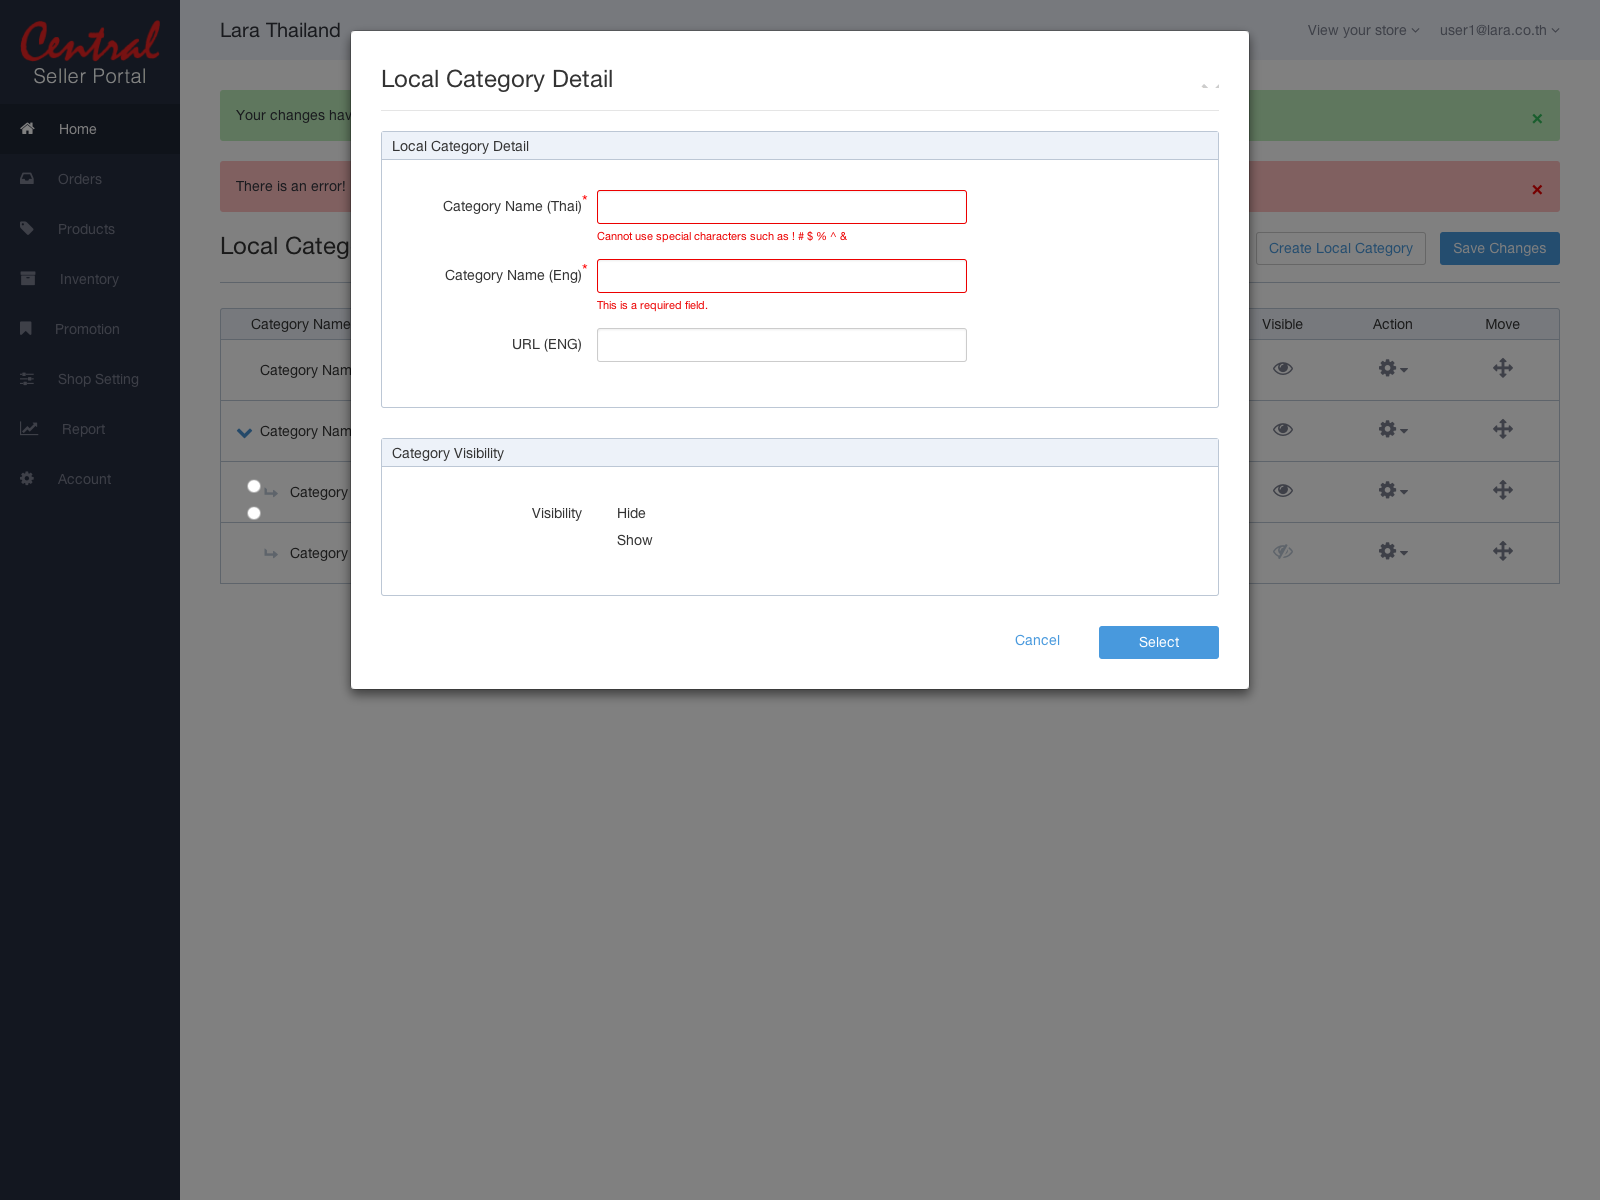 Central
Seller Portal
Home
Orders
Products
Inventory
Promotion
Shop Setting
Report
Account
Lara Thailand
View your store
user1@lara.co.th
Your changes hav
There is an error!
Local Categ
Create Local Category
Save Changes
Category Name
Visible
Action
Move
Category Nam
Category Nam
Category
Category
Local Category Detail
Local Category Detail
Category Name (Thai)*
Cannot use special characters such as ! # $ % ^ &
Category Name (Eng)*
This is a required field.
URL (ENG)
Category Visibility
Visibility
Hide
Show
Cancel
Select